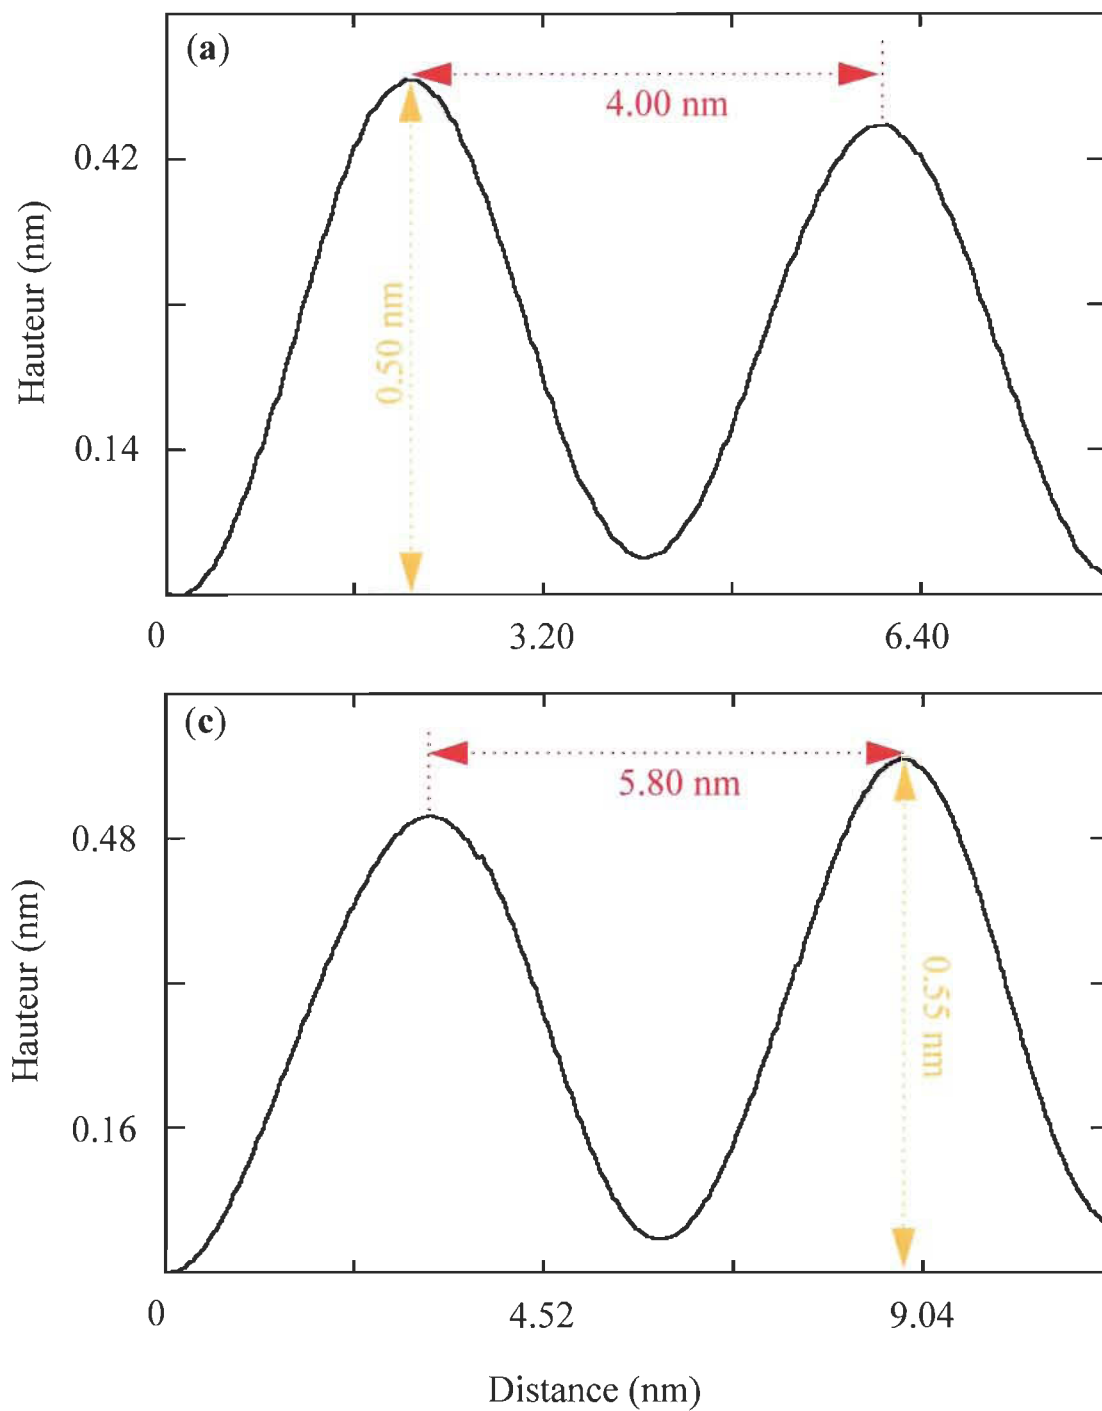 (a)
4.00 nm
0.42
Hauteur (nm)
0.50 nm
0.14
0
3.20
6.40
(c)
5.80 nm
0.48
Hauteur (nm)
0.55 nm
0.16
0
4.52
9.04
Distance (nm)